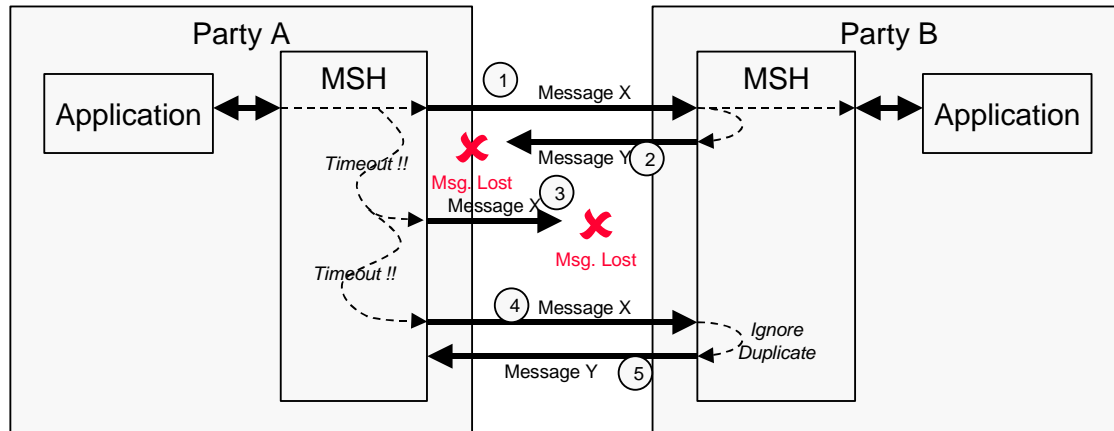 Party A
Party B
MSH
MSH
Application
Application
1
Message X
Message Y
2
Timeout !!
Msg. Lost
3
Message X
Msg. Lost
Timeout !!
4
Message X
Ignore
Duplicate
Message Y
5